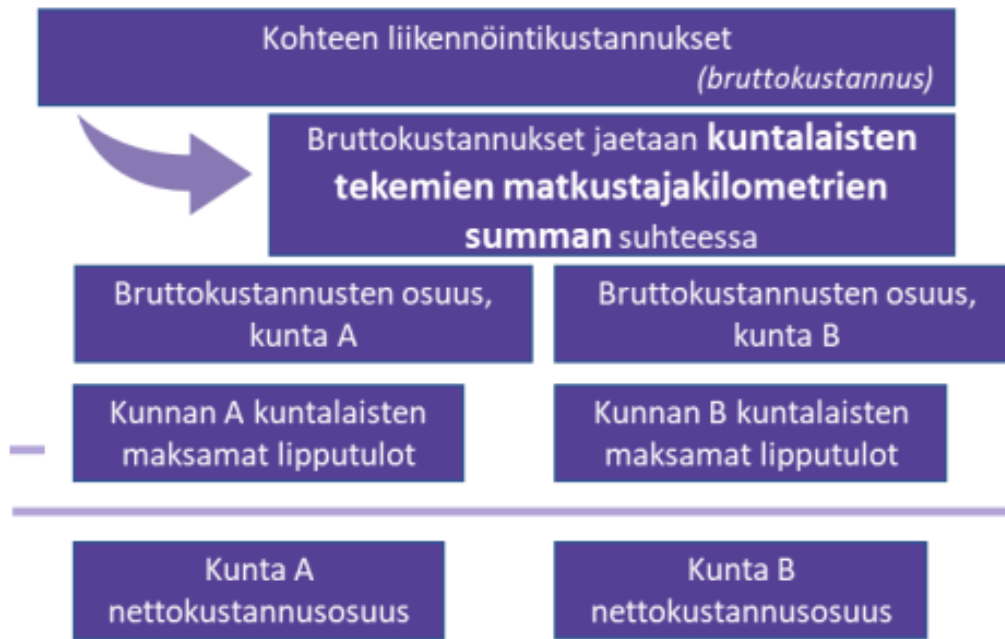 Kohteen liikennöintikustannukset
(bruttokustannus)
Bruttokustannukset jaetaan kuntalaisten
tekemien matkustajakilometrien
summan suhteessa
Bruttokustannusten osuus,
kunta A
Bruttokustannusten osuus,
kunta B
Kunnan A kuntalaisten
maksamat lipputulot
Kunnan B kuntalaisten
maksamat lipputulot
Kunta A
nettokustannusosuus
Kunta B
nettokustannusosuus